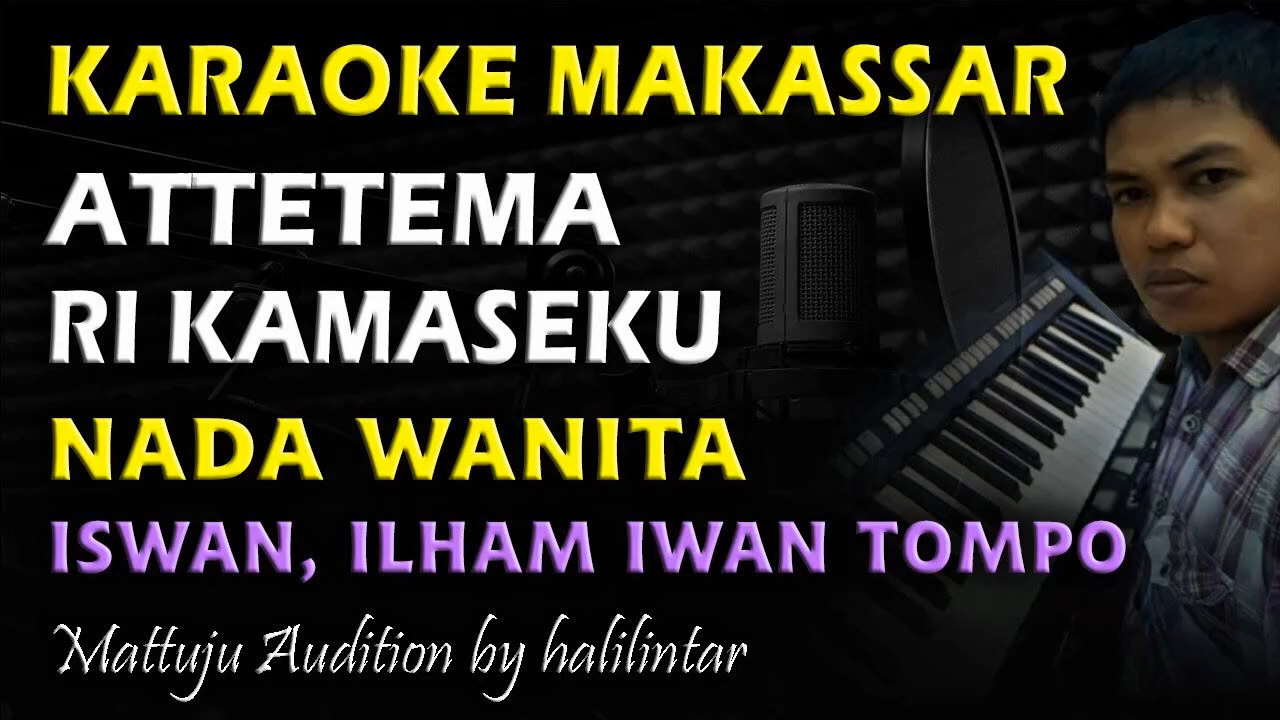 KARAOKE MAKASSAR
ATTETEMA
RI KAMASEKU
NADA WANITA
ISWAN, ILHAM IWAN TOMPO
Mattuju Audition by halilintar